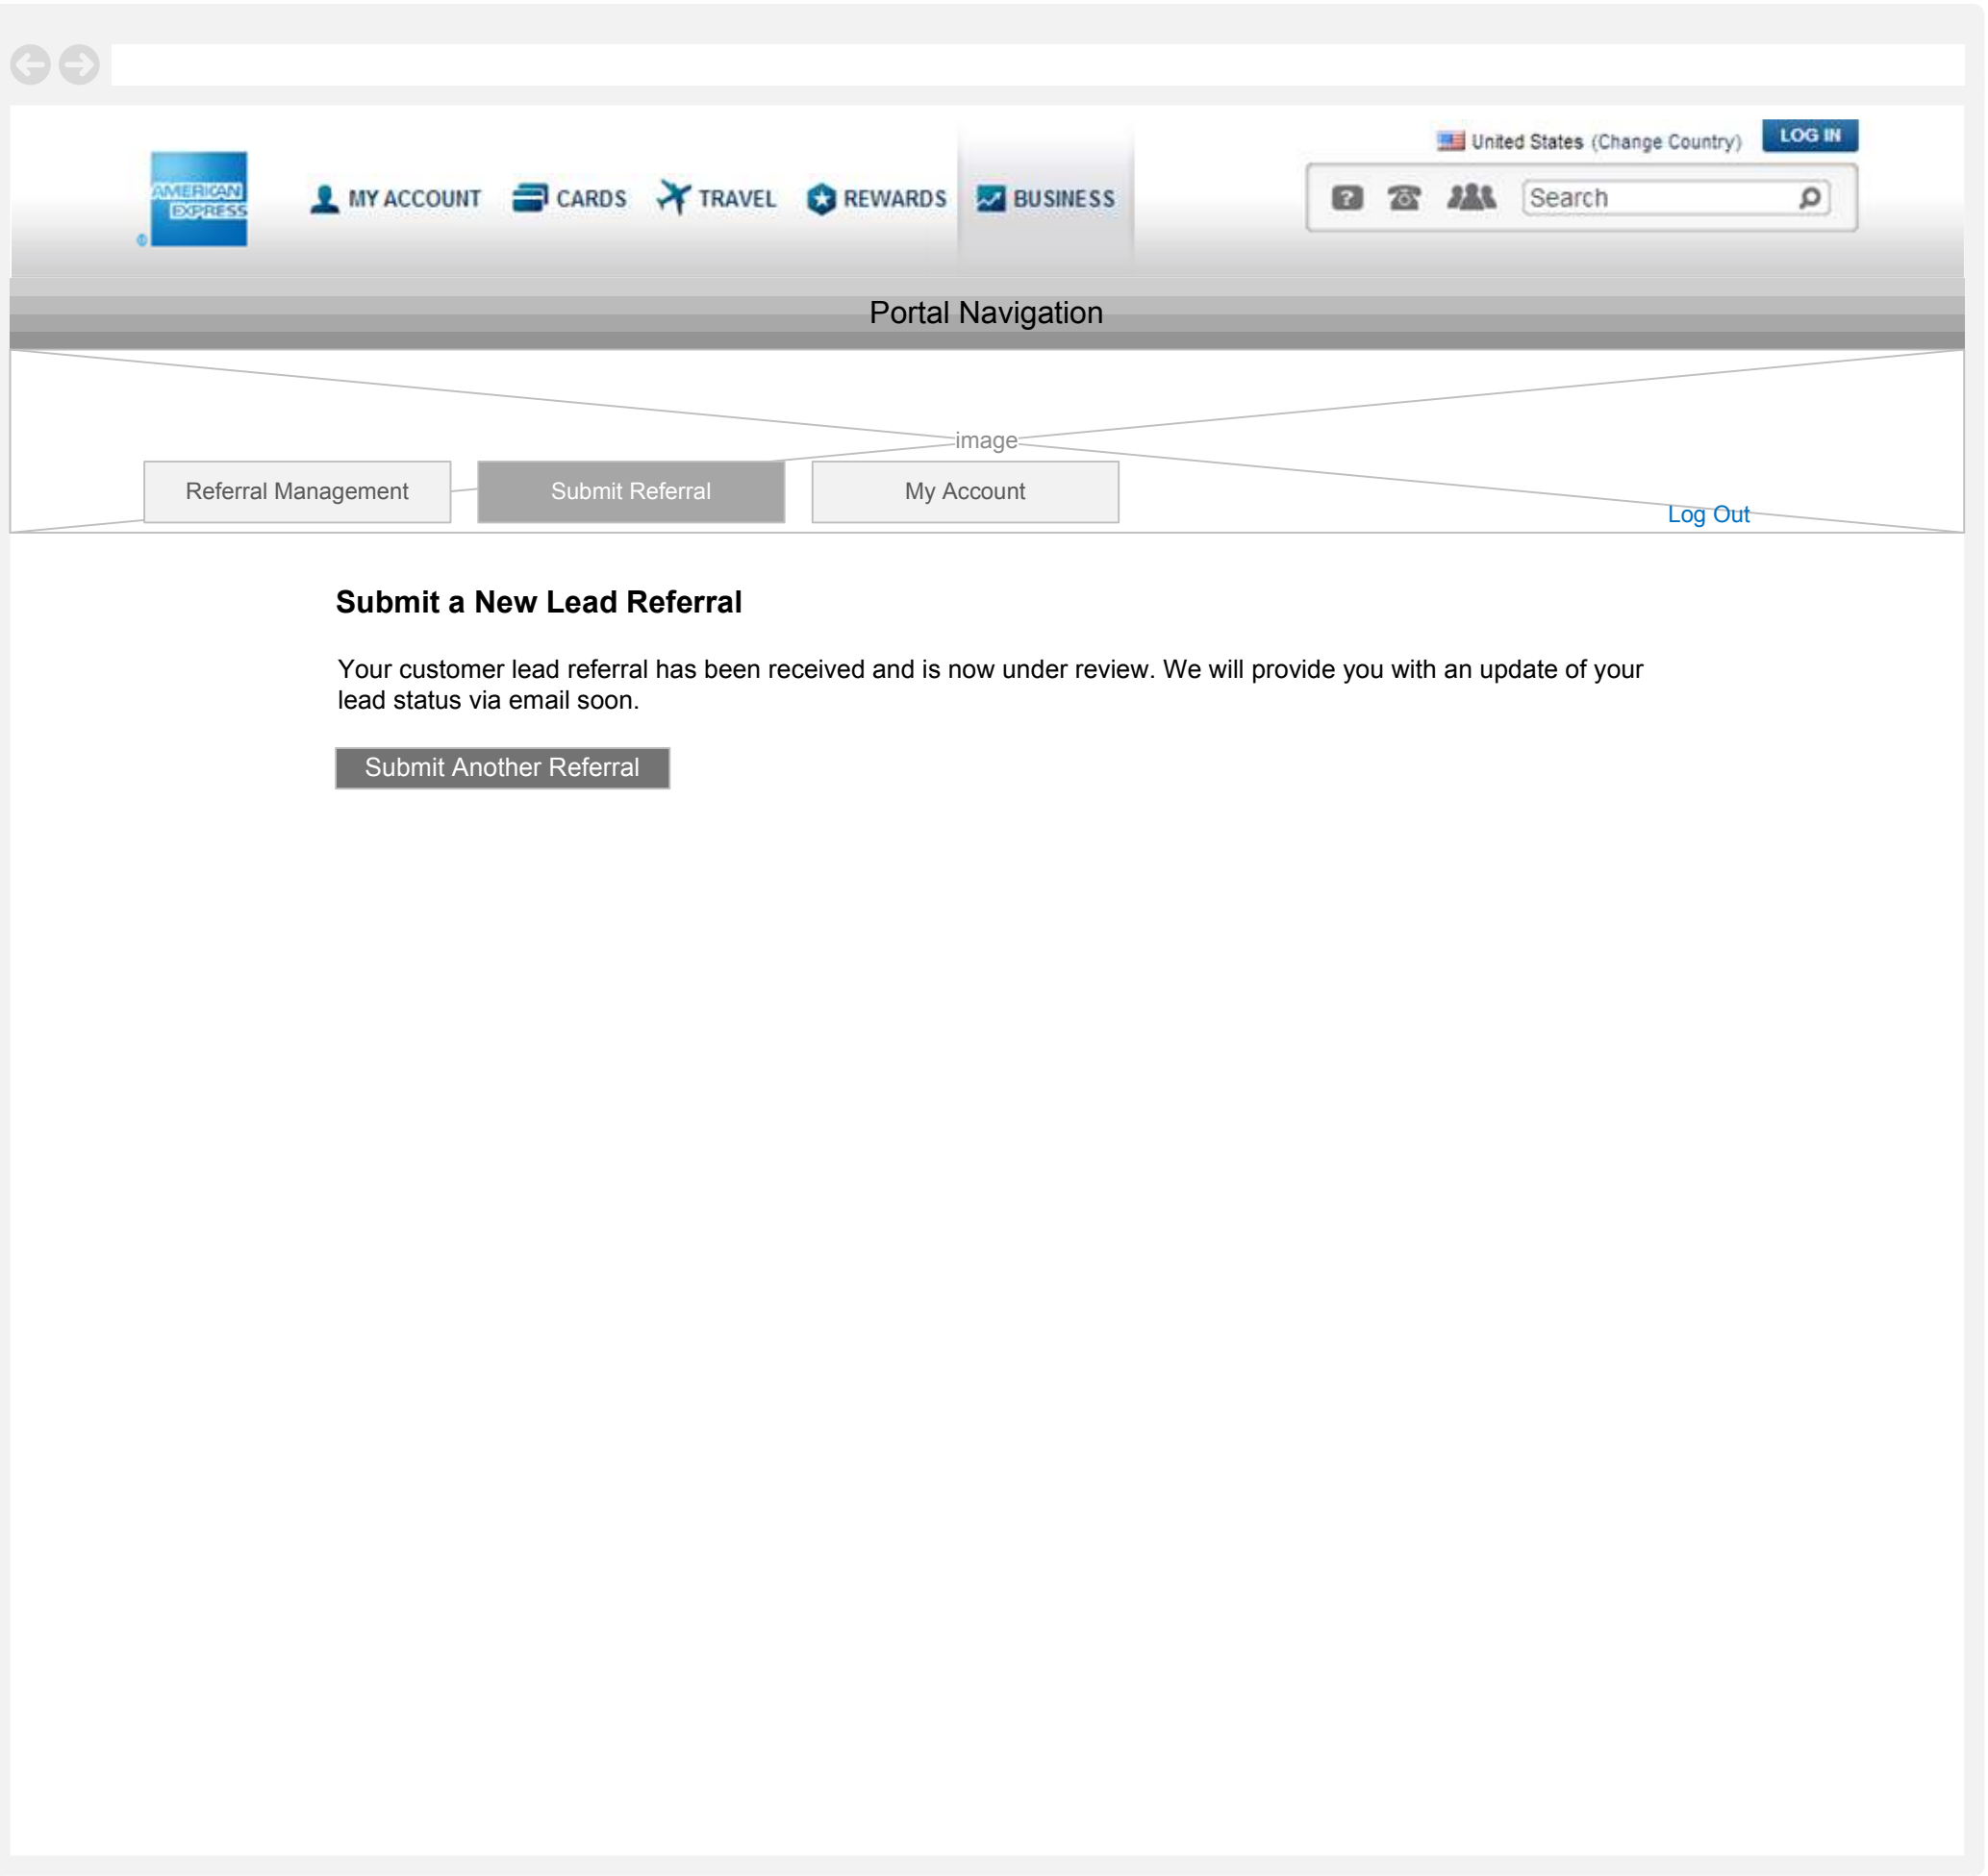 United States (Change Country) LOG IN
AMERICAN
EXPRESS
®
MY ACCOUNT CARDS TRAVEL REWARDS BUSINESS
? Search
Portal Navigation
image
Referral Management Submit Referral My Account
Log Out
Submit a New Lead Referral
Your customer lead referral has been received and is now under review. We will provide you with an update of your
lead status via email soon.
Submit Another Referral